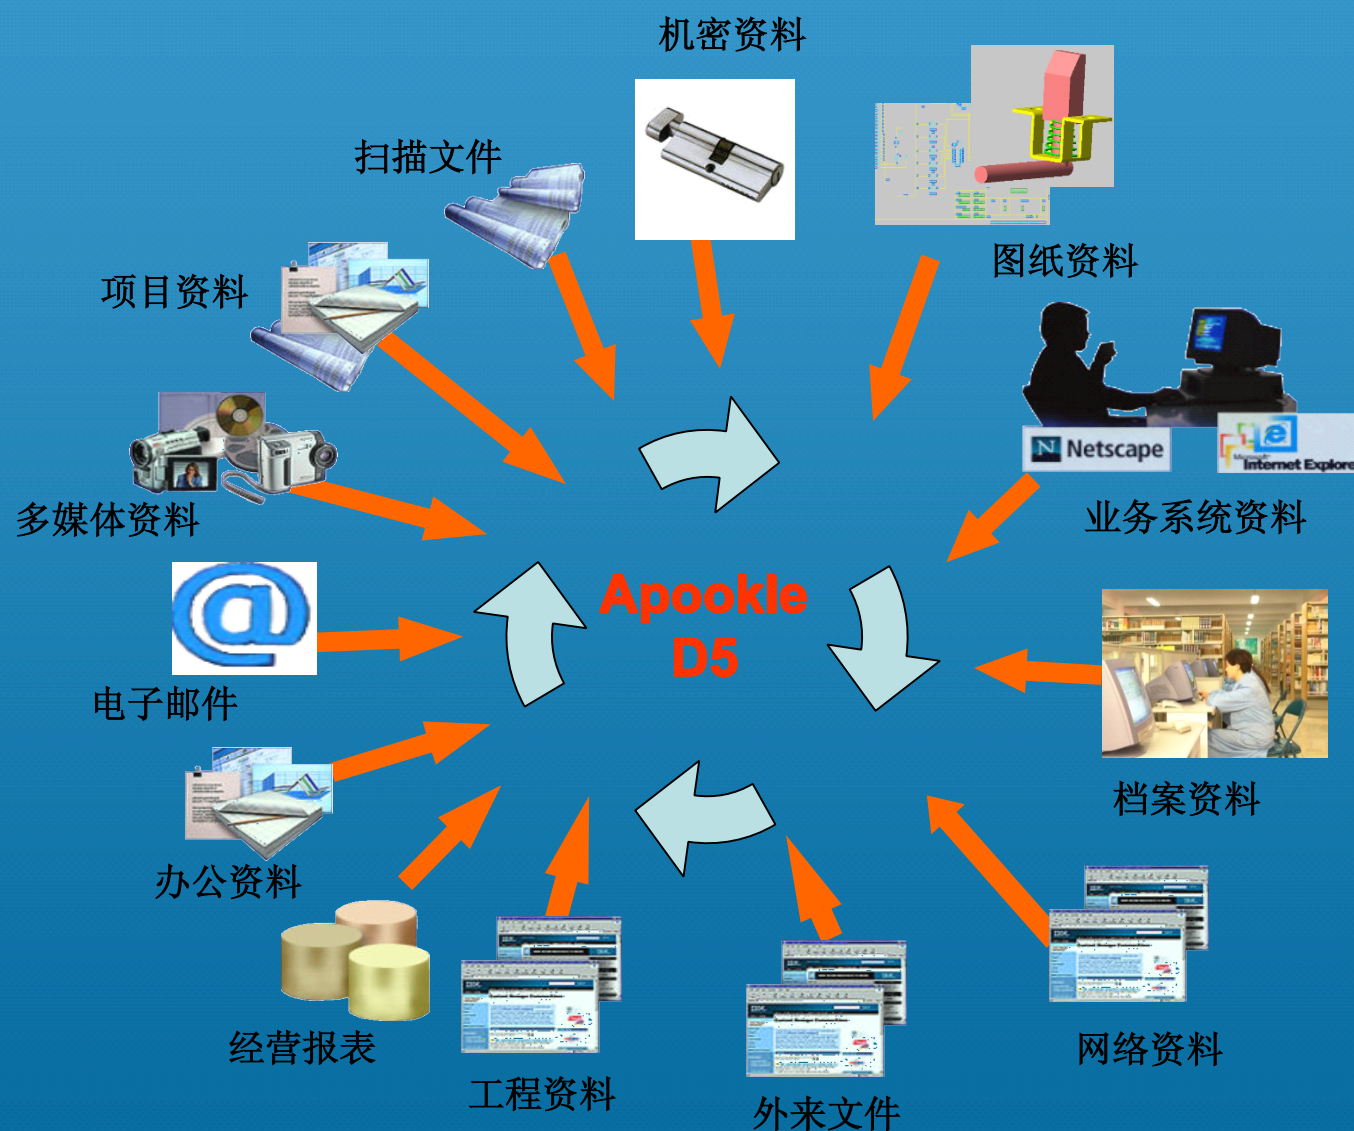 机密资料
扫描文件
图纸资料
项目资料
Netscape
Microsoft
Internet Explore
多媒体资料
业务系统资料
Apookle
D5
电子邮件
档案资料
办公资料
经营报表
工程资料
外来文件
网络资料